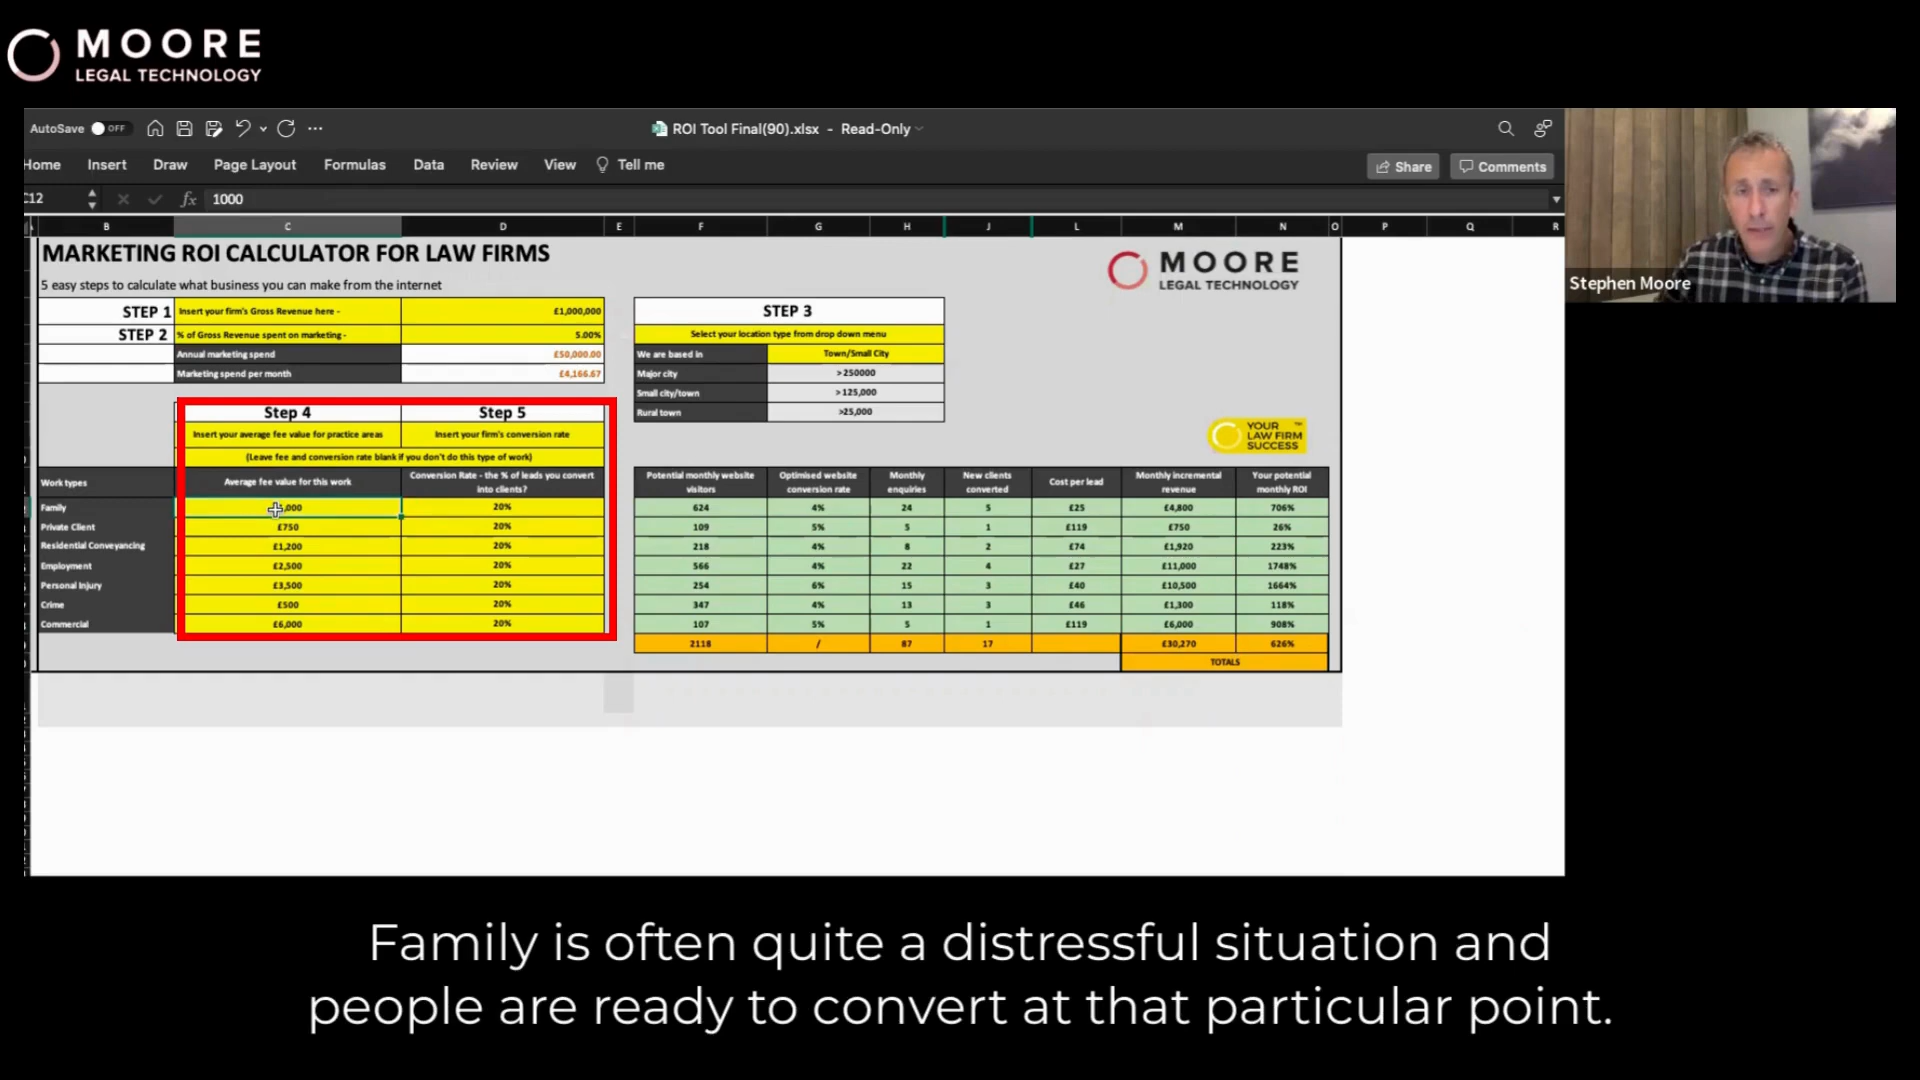 MOORE
LEGAL TECHNOLOGY
AutoSave OFF
ROI Tool Final(90).xlsx - Read-Only
Home Insert Draw Page Layout Formulas Data Review View Tell me Share Comments
C12 fx 1000
B C D E F G H J L M N O P Q R
MARKETING ROI CALCULATOR FOR LAW FIRMS
5 easy steps to calculate what business you can make from the internet
MOORE
LEGAL TECHNOLOGY
Stephen Moore
STEP 1 Insert your firm's Gross Revenue here - £1,000,000
STEP 2 % of Gross Revenue spent on marketing - 5.00%
Annual marketing spend £50,000.00
Marketing spend per month £4,166.67
STEP 3
Select your location type from drop down menu
We are based in Town/Small City
Major city >250000
Small city/town >125,000
Rural town >25,000
Step 4 Step 5
Insert your average fee value for practice areas Insert your firm's conversion rate
(Leave fee and conversion rate blank if you don't do this type of work)
YOUR
LAW FIRM
SUCCESS™
Work types Average fee value for this work Conversion Rate - the % of leads you convert into clients? Potential monthly website visitors Optimised website conversion rate Monthly enquiries New clients converted Cost per lead Monthly incremental revenue Your potential monthly ROI
Family ,000 20% 624 4% 24 5 £25 £4,800 706%
Private Client £750 20% 109 5% 5 1 £119 £750 26%
Residential Conveyancing £1,200 20% 218 4% 8 2 £74 £1,920 223%
Employment £2,500 20% 566 4% 22 4 £27 £11,000 1748%
Personal Injury £3,500 20% 254 6% 15 3 £40 £10,500 1664%
Crime £500 20% 347 4% 13 3 £46 £1,300 118%
Commercial £6,000 20% 107 5% 5 1 £119 £6,000 908%
2118 / 87 17 £30,270 626%
TOTALS
Family is often quite a distressful situation and
people are ready to convert at that particular point.